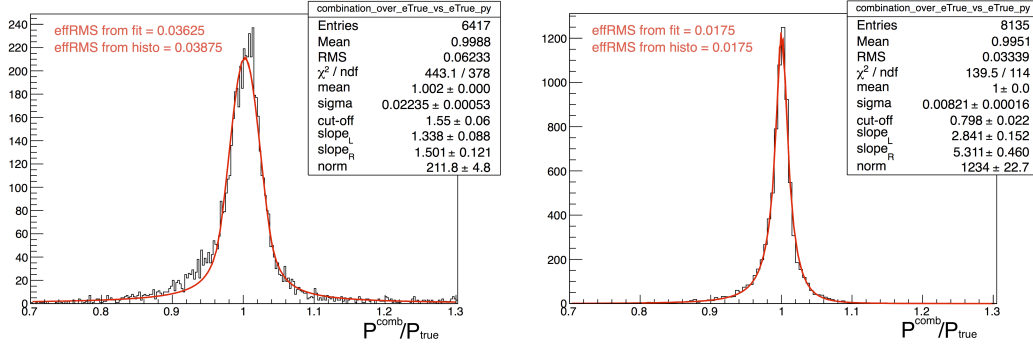 combination_over_eTrue_vs_eTrue_py
Entries 6417
Mean 0.9988
RMS 0.06233
χ² / ndf 443.1 / 378
mean 1.002 ± 0.000
sigma 0.02235 ± 0.00053
cut-off 1.55 ± 0.06
slope_L 1.338 ± 0.088
slope_R 1.501 ± 0.121
norm 211.8 ± 4.8
effRMS from fit = 0.03625
effRMS from histo = 0.03875
240
220
200
180
160
140
120
100
80
60
40
20
0
0.7 0.8 0.9 1 1.1 1.2 1.3
P^comb/P_true
combination_over_eTrue_vs_eTrue_py
Entries 8135
Mean 0.9951
RMS 0.03339
χ² / ndf 139.5 / 114
mean 1 ± 0.0
sigma 0.00821 ± 0.00016
cut-off 0.798 ± 0.022
slope_L 2.841 ± 0.152
slope_R 5.311 ± 0.460
norm 1234 ± 22.7
effRMS from fit = 0.0175
effRMS from histo = 0.0175
1200
1000
800
600
400
200
0
0.7 0.8 0.9 1 1.1 1.2 1.3
P^comb/P_true